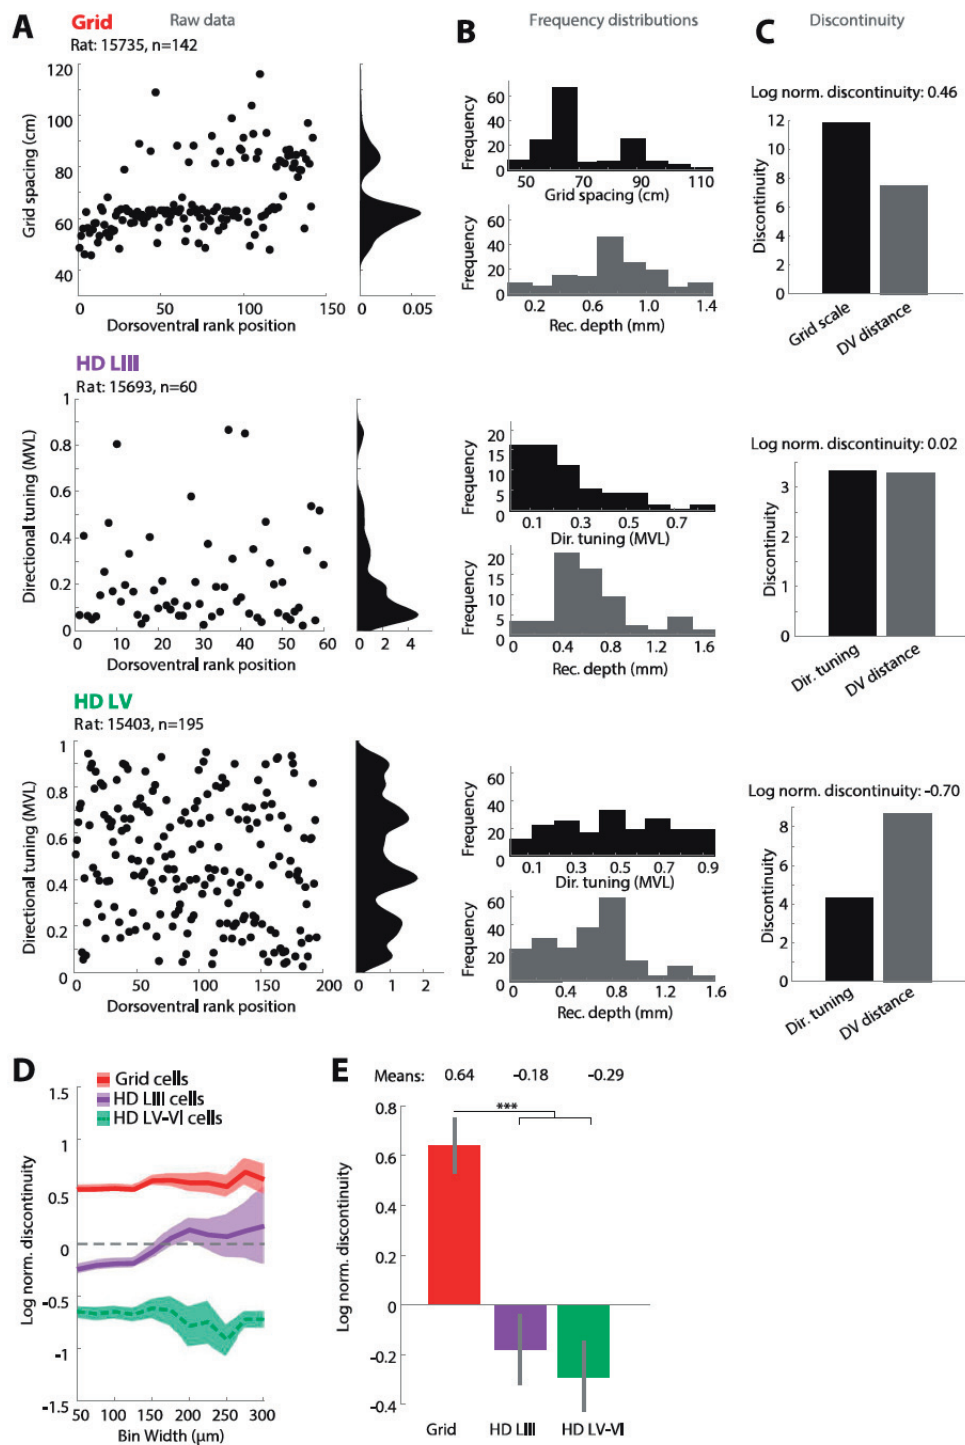 A
Grid
Raw data
Rat: 15735, n=142
Grid spacing (cm)
120
100
80
60
40
0
50
100
150
Dorsoventral rank position
0
0.05
B
Frequency distributions
Frequency
60
40
20
0
50
70
90
115
Grid spacing (cm)
Frequency
60
40
20
0
0.2
0.6
1.0
1.4
Rec. depth (mm)
C
Discontinuity
Log norm. discontinuity: 0.46
Discontinuity
12
10
8
6
4
2
0
Grid scale
DV distance
HD LIII
Rat: 15693, n=60
Directional tuning (MVL)
1
0.8
0.6
0.4
0.2
0
0
10
20
30
40
50
60
Dorsoventral rank position
0
2
4
Frequency
20
15
10
5
0
0.1
0.3
0.5
0.7
Dir. tuning (MVL)
Frequency
20
15
10
5
0
0
0.4
0.8
1.2
1.6
Rec. depth (mm)
Log norm. discontinuity: 0.02
Discontinuity
3
2
1
0
Dir. tuning
DV distance
HD LV
Rat: 15403, n=195
Directional tuning (MVL)
1
0.8
0.6
0.4
0.2
0
0
50
100
150
200
Dorsoventral rank position
0
1
2
Frequency
60
40
20
0
0.1
0.3
0.5
0.7
0.9
Dir. tuning (MVL)
Frequency
60
40
20
0
0
0.4
0.8
1.2
1.6
Rec. depth (mm)
Log norm. discontinuity: -0.70
Discontinuity
8
6
4
2
0
Dir. tuning
DV distance
D
Grid cells
HD LIII cells
HD LV-VI cells
Log norm. discontinuity
1.5
1
0.5
0
-0.5
-1
-1.5
50
100
150
200
250
300
Bin Width (µm)
E
Means: 0.64 -0.18 -0.29
***
Log norm. discontinuity
0.8
0.6
0.4
0.2
0
-0.2
-0.4
Grid
HD LIII
HD LV-VI